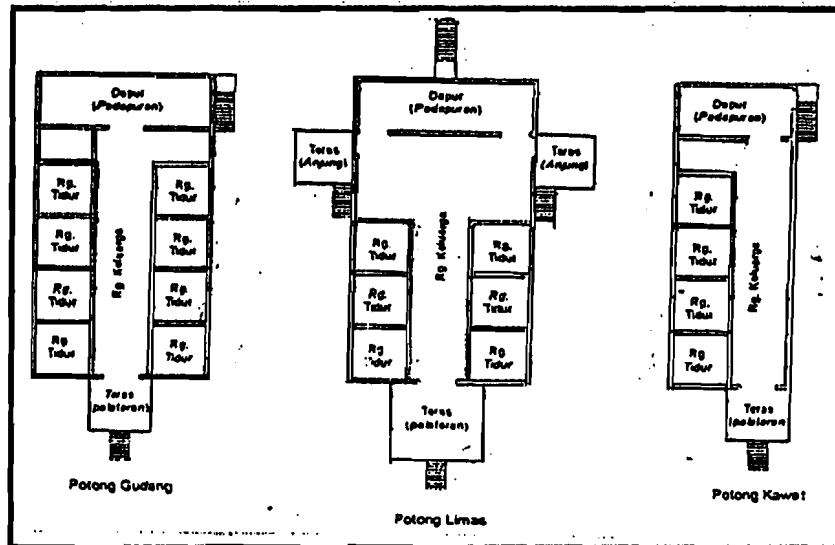 Dapur
(Padapuran)
Rg.
Tidur
Rg.
Tidur
Rg.
Tidur
Rg
Tidur
Rg. Keluarga
Rg.
Tidur
Rg.
Tidur
Rg.
Tidur
Rg.
Tidur
Teras
(palataran)
Potong Gudang
Dapur
(Padapuran)
Teras
(Anjung)
Teras
(Anjung)
Rg
Tidur
Rg.
Tidur
Rg.
Tidur
Rg Keluarga
Rg.
Tidur
Rg.
Tidur
Rg
Tidur
Teras
(palataran)
Potong Limas
Dapur
(Padapuran)
Rg.
Tidur
Rg.
Tidur
Rg.
Tidur
Rg
Tidur
Rg. Keluarga
Teras
(palataran
Potong Kawat